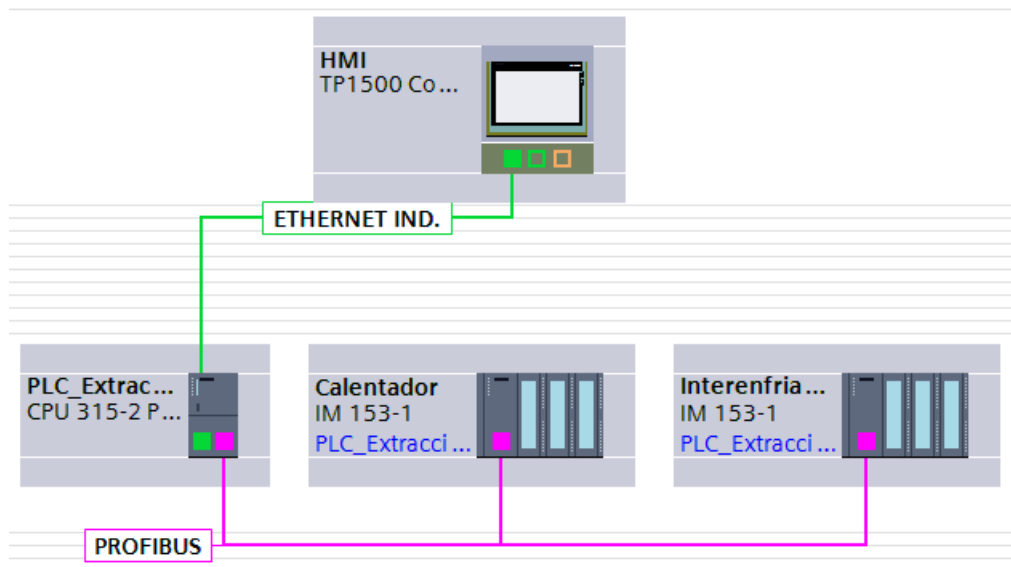 HMI
TP1500 Co...
ETHERNET IND.
PLC_Extrac...
CPU 315-2 P...
Calentador
IM 153-1
PLC_Extracci...
Interenfria...
IM 153-1
PLC_Extracci...
PROFIBUS